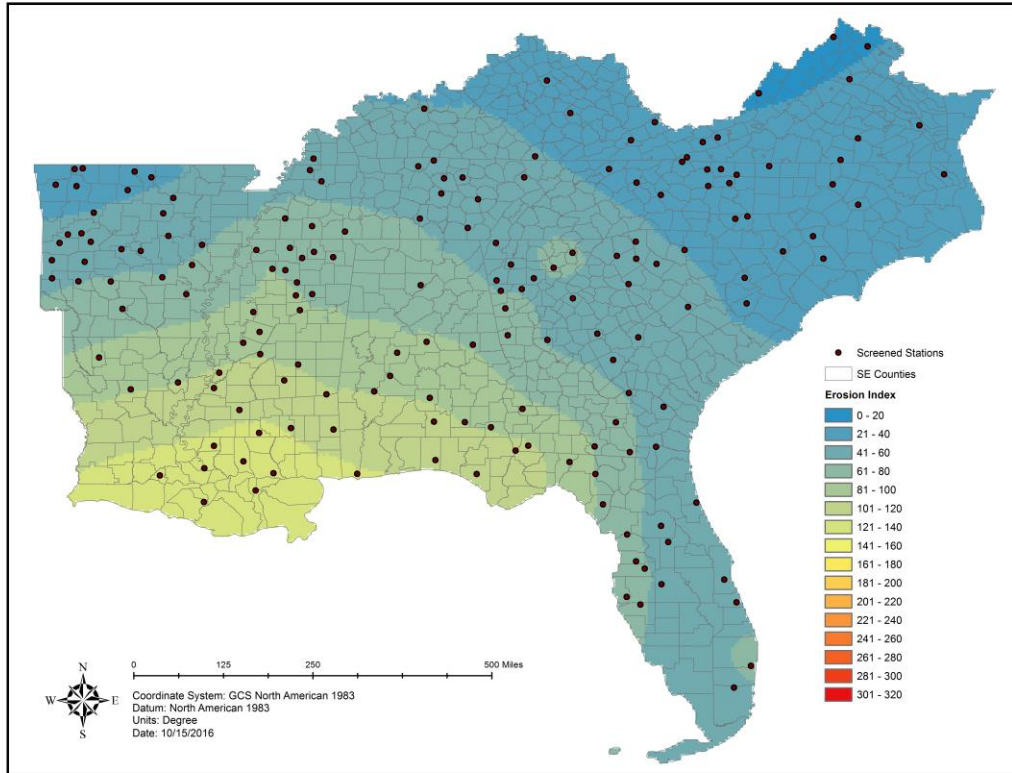 Screened Stations
SE Counties
Erosion Index
0 - 20
21 - 40
41 - 60
61 - 80
81 - 100
101 - 120
121 - 140
141 - 160
161 - 180
181 - 200
201 - 220
221 - 240
241 - 260
261 - 280
281 - 300
301 - 320
N
W E
S
0 125 250 500 Miles
Coordinate System: GCS North American 1983
Datum: North American 1983
Units: Degree
Date: 10/15/2016